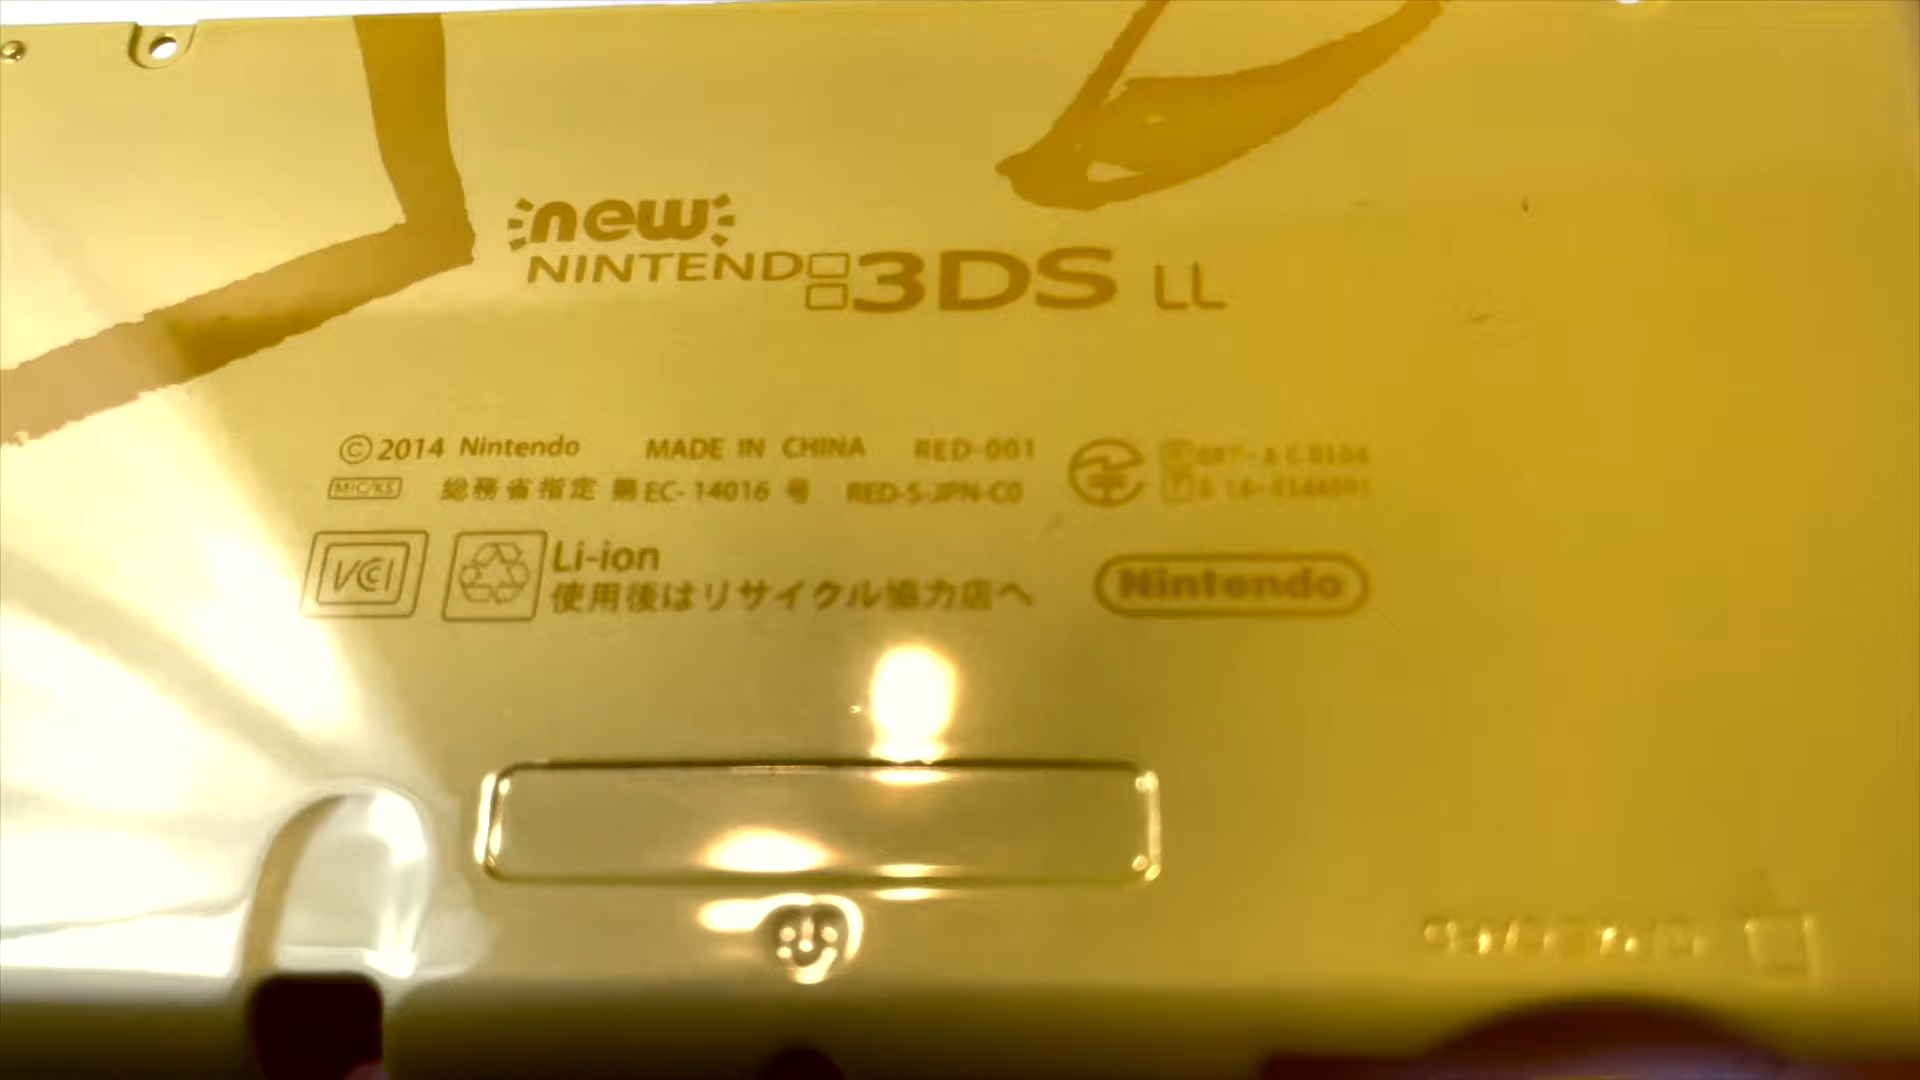 new
NINTENDO 3DS LL
©2014 Nintendo MADE IN CHINA RED-001
MIC/KS 総務省指定 第EC-14016 号 RED-S-JPN-C0
VCCI
Li-ion
使用後はリサイクル協力店へ
Nintendo